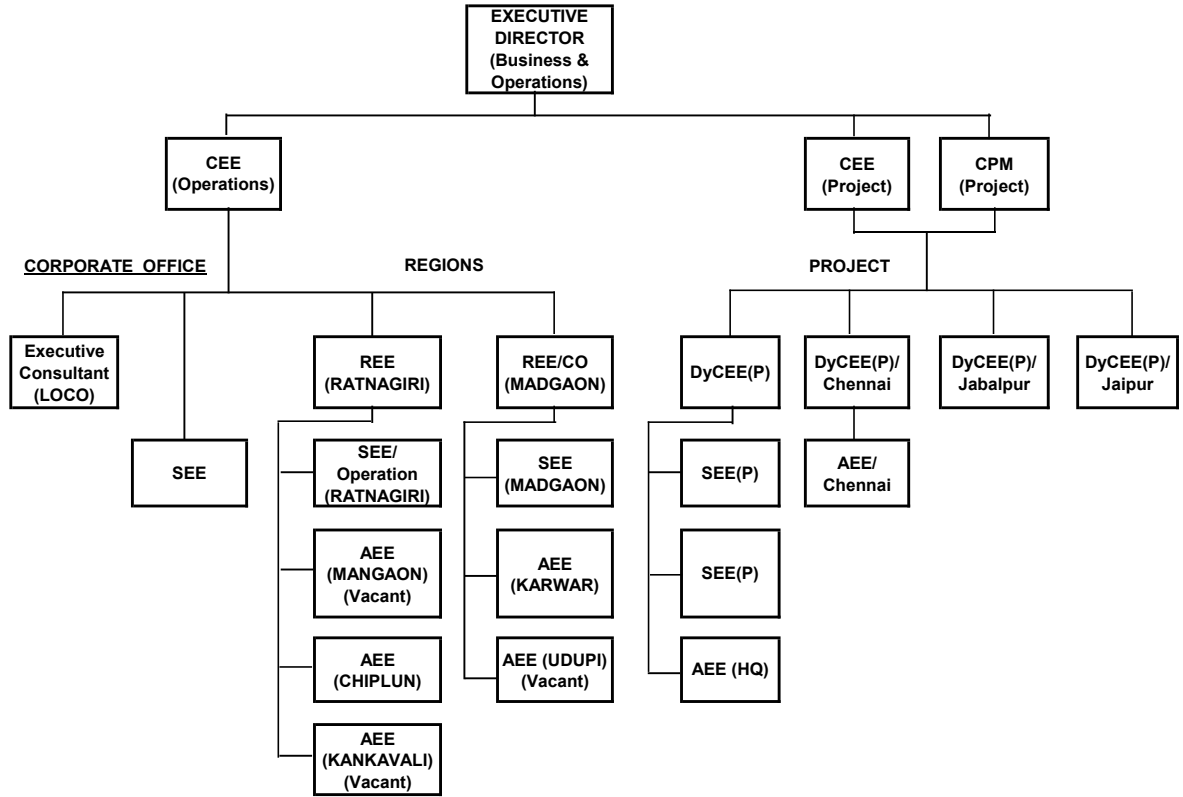 EXECUTIVE
DIRECTOR
(Business &
Operations)
CEE
(Operations)
CEE
(Project)
CPM
(Project)
CORPORATE OFFICE
REGIONS
PROJECT
Executive
Consultant
(LOCO)
REE
(RATNAGIRI)
REE/CO
(MADGAON)
DyCEE(P)
DyCEE(P)/
Chennai
DyCEE(P)/
Jabalpur
DyCEE(P)/
Jaipur
SEE
SEE/
Operation
(RATNAGIRI)
SEE
(MADGAON)
SEE(P)
AEE/
Chennai
AEE
(MANGAON)
(Vacant)
AEE
(KARWAR)
SEE(P)
AEE
(CHIPLUN)
AEE (UDUPI)
(Vacant)
AEE (HQ)
AEE
(KANKAVALI)
(Vacant)